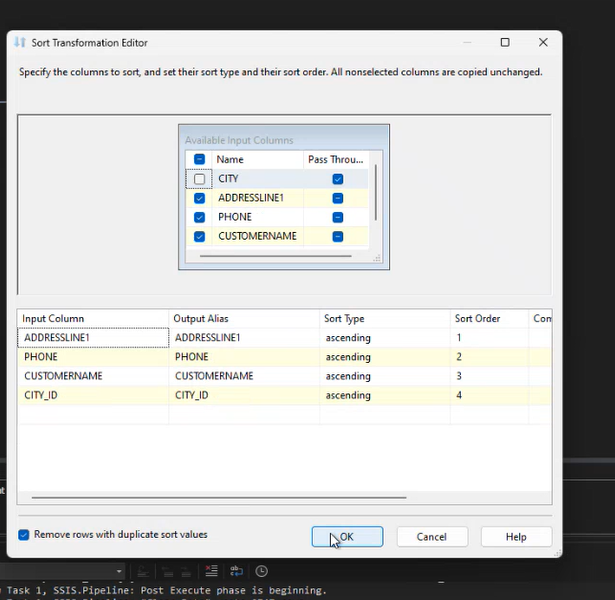 Sort Transformation Editor
Specify the columns to sort, and set their sort type and their sort order. All nonselected columns are copied unchanged.
Available Input Columns
Name Pass Throu...
CITY
ADDRESSLINE1
PHONE
CUSTOMERNAME
Input Column Output Alias Sort Type Sort Order Com
ADDRESSLINE1 ADDRESSLINE1 ascending 1
PHONE PHONE ascending 2
CUSTOMERNAME CUSTOMERNAME ascending 3
CITY_ID CITY_ID ascending 4
Remove rows with duplicate sort values OK Cancel Help
Task 1, SSIS.Pipeline: Post Execute phase is beginning.